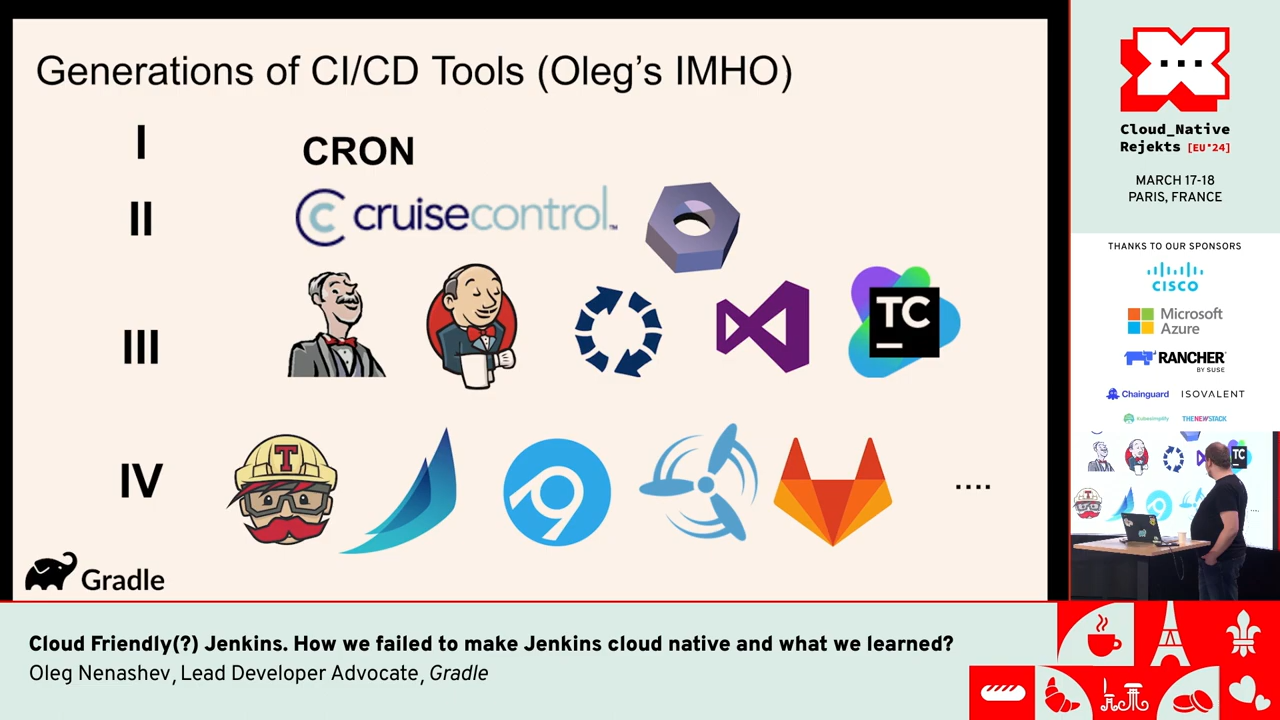 Generations of CI/CD Tools (Oleg's IMHO)
I
CRON
II
cruisecontrol.™
III
TC
IV
T
....
Gradle
Cloud_Native
Rejekts [EU'24]
MARCH 17-18
PARIS, FRANCE
THANKS TO OUR SPONSORS
CISCO
Microsoft
Azure
RANCHER
BY SUSE
Chainguard ISOVALENT
kubesimplify THENEWSTACK
TC
Cloud Friendly(?) Jenkins. How we failed to make Jenkins cloud native and what we learned?
Oleg Nenashev, Lead Developer Advocate, Gradle